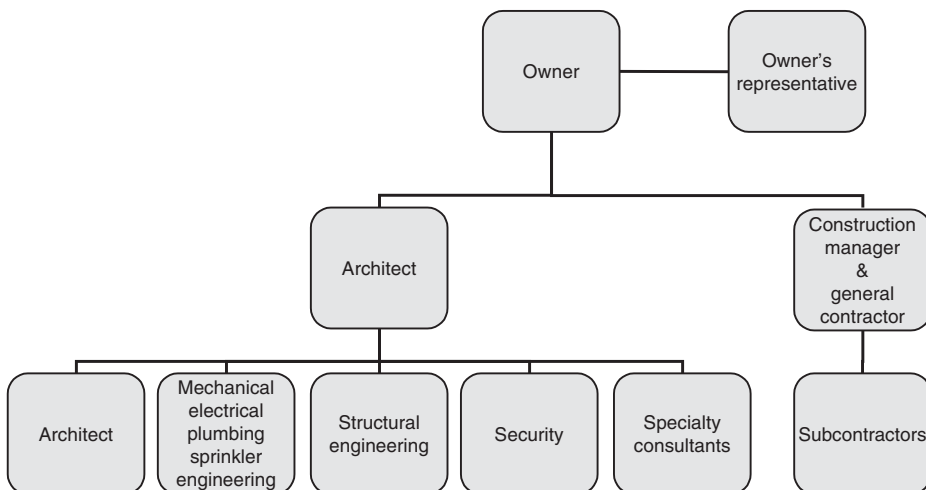 Owner
Owner's
representative
Architect
Construction
manager
&
general
contractor
Architect
Mechanical
electrical
plumbing
sprinkler
engineering
Structural
engineering
Security
Specialty
consultants
Subcontractors